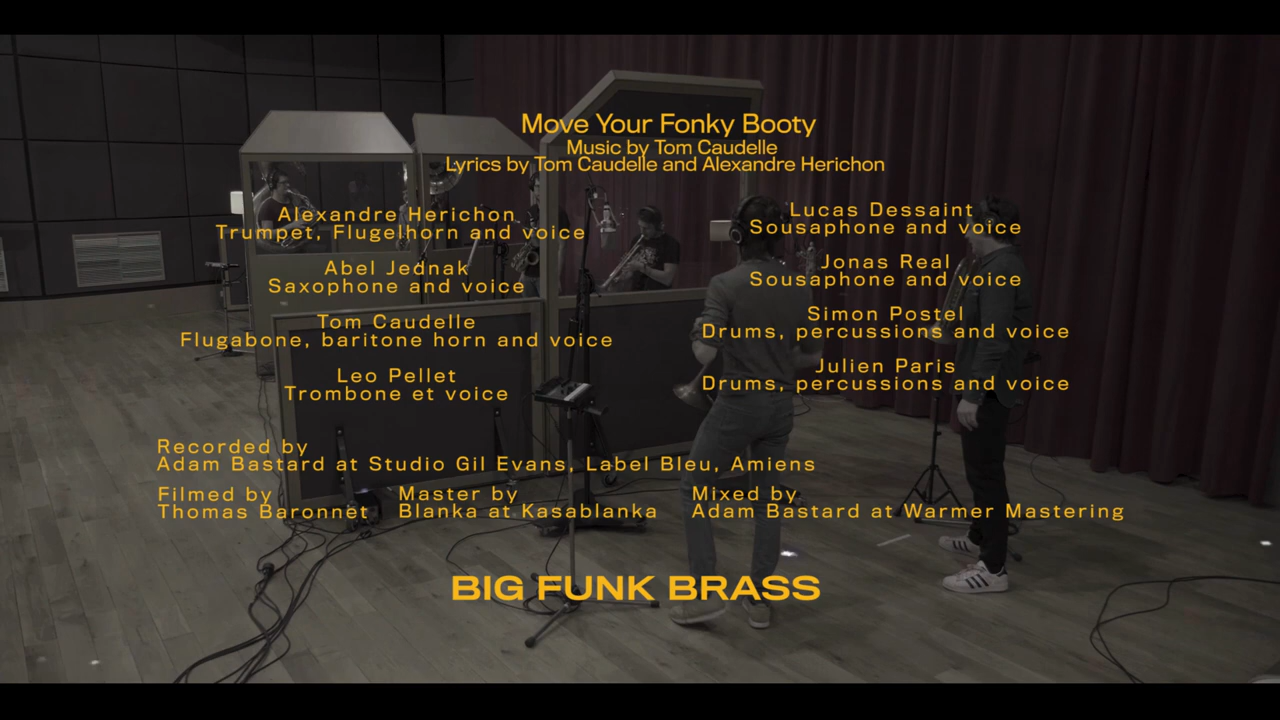 Move Your Fonky Booty
Music by Tom Caudelle
Lyrics by Tom Caudelle and Alexandre Herichon
Alexandre Herichon
Trumpet, Flugelhorn and voice
Abel Jednak
Saxophone and voice
Tom Caudelle
Flugabone, baritone horn and voice
Leo Pellet
Trombone et voice
Lucas Dessaint
Sousaphone and voice
Jonas Real
Sousaphone and voice
Simon Postel
Drums, percussions and voice
Julien Paris
Drums, percussions and voice
Recorded by
Adam Bastard at Studio Gil Evans, Label Bleu, Amiens
Filmed by
Thomas Baronnet
Master by
Blanka at Kasablanka
Mixed by
Adam Bastard at Warmer Mastering
BIG FUNK BRASS